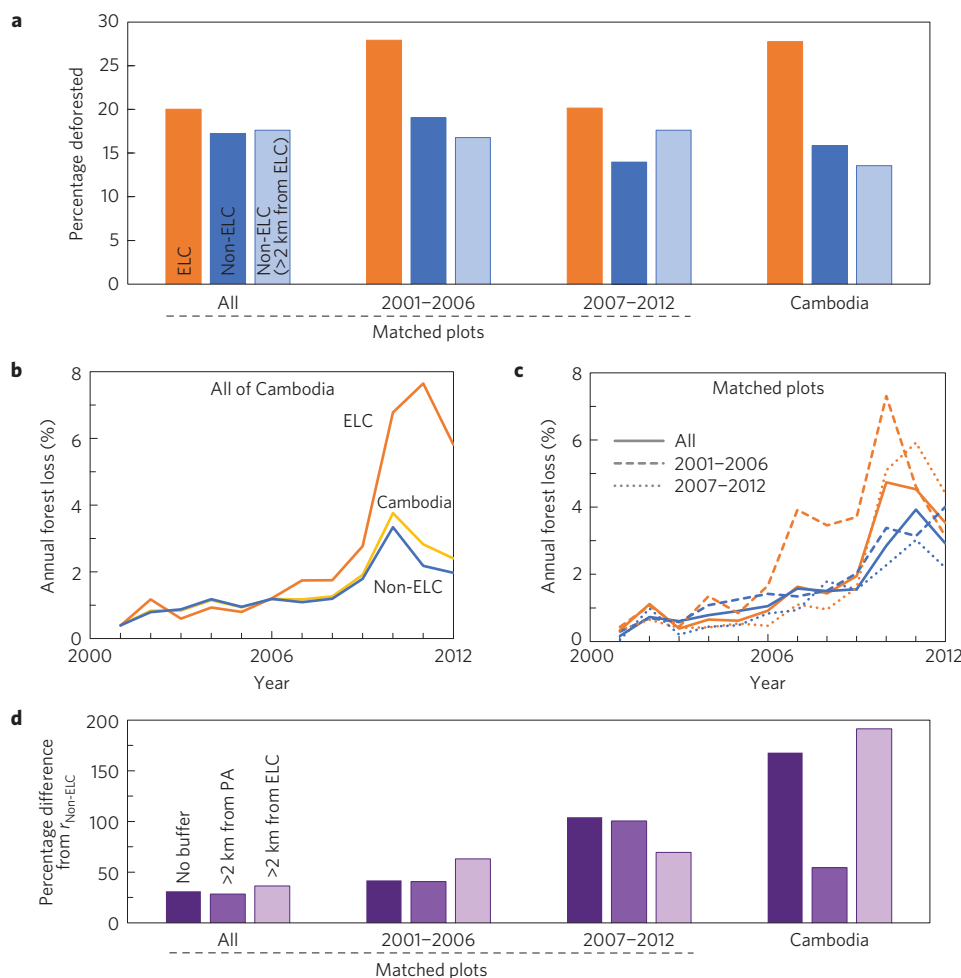 a
Percentage deforested
30
25
20
15
10
5
0
ELC
Non-ELC
Non-ELC
(>2 km from ELC)
All
2001–2006
2007–2012
Cambodia
Matched plots
b
Annual forest loss (%)
8
6
4
2
0
All of Cambodia
ELC
Cambodia
Non-ELC
2000
2006
2012
Year
c
Annual forest loss (%)
8
6
4
2
0
Matched plots
All
2001–2006
2007–2012
2000
2006
2012
Year
d
Percentage difference
from rNon-ELC
200
150
100
50
0
No buffer
>2 km from PA
>2 km from ELC
All
2001–2006
2007–2012
Cambodia
Matched plots